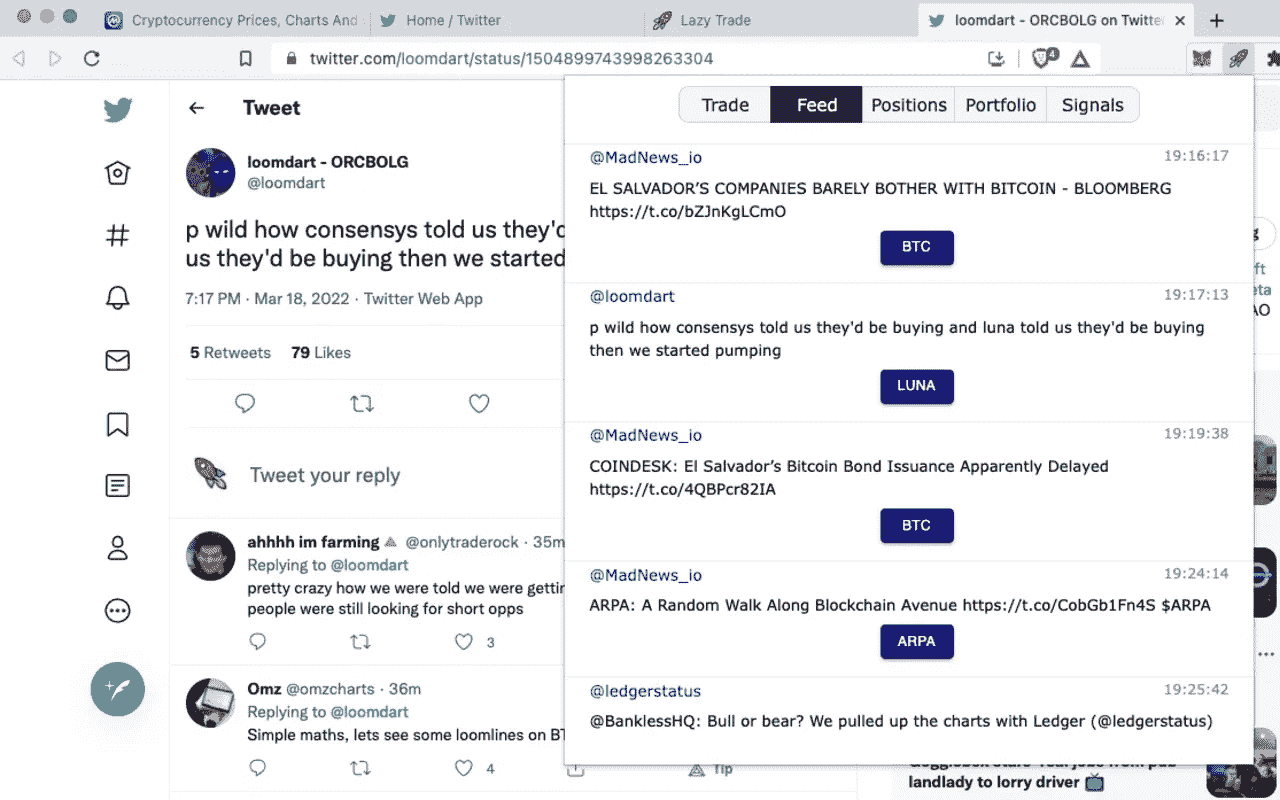 Cryptocurrency Prices, Charts And
Home / Twitter
Lazy Trade
loomdart - ORCBOLG on Twitte
twitter.com/loomdart/status/1504899743998263304
4
Tweet
loomdart - ORCBOLG
@loomdart
p wild how consensys told us they'd
us they'd be buying then we started
7:17 PM · Mar 18, 2022 · Twitter Web App
5 Retweets 79 Likes
Tweet your reply
ahhhh im farming @onlytraderock · 35m
Replying to @loomdart
pretty crazy how we were told we were gettin
people were still looking for short opps
3
Omz @omzcharts · 36m
Replying to @loomdart
Simple maths, lets see some loomlines on BT
4
Tip
Trade
Feed
Positions
Portfolio
Signals
@MadNews_io 19:16:17
EL SALVADOR’S COMPANIES BARELY BOTHER WITH BITCOIN - BLOOMBERG
https://t.co/bZJnKgLCmO
BTC
@loomdart 19:17:13
p wild how consensys told us they'd be buying and luna told us they'd be buying
then we started pumping
LUNA
@MadNews_io 19:19:38
COINDESK: El Salvador’s Bitcoin Bond Issuance Apparently Delayed
https://t.co/4QBPcr82IA
BTC
@MadNews_io 19:24:14
ARPA: A Random Walk Along Blockchain Avenue https://t.co/CobGb1Fn4S $ARPA
ARPA
@ledgerstatus 19:25:42
@BanklessHQ: Bull or bear? We pulled up the charts with Ledger (@ledgerstatus)
landlady to lorry driver